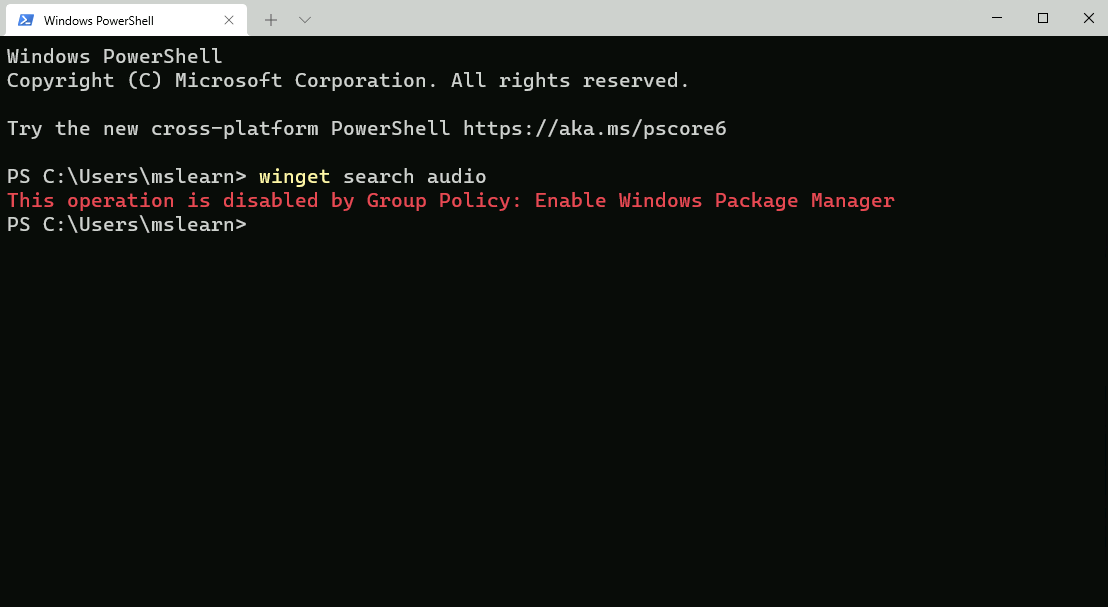 Windows PowerShell
Windows PowerShell
Copyright (C) Microsoft Corporation. All rights reserved.
Try the new cross-platform PowerShell https://aka.ms/pscore6
PS C:\Users\mslearn> winget search audio
This operation is disabled by Group Policy: Enable Windows Package Manager
PS C:\Users\mslearn>